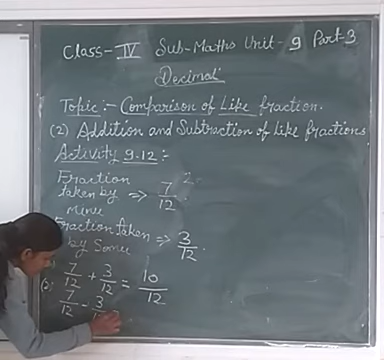 Class-IV Sub-Maths Unit-9 Part-3
Decimal
Topic:- Comparison of Like fraction.
(2) Addition and Subtraction of Like fractions
Activity 9.12:-
Fraction
taken by ⇒ 7/12
Fraction taken
by ⇒ 3/12.
7/12 + 3/12 = 10/12
(2) 7/12 - 3/